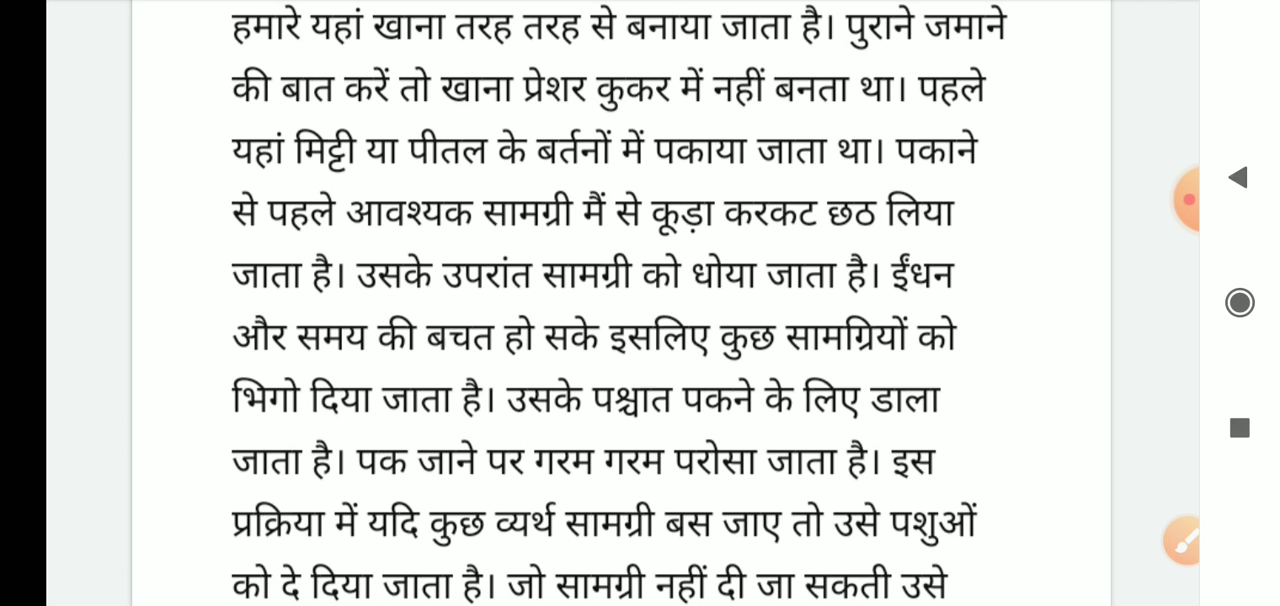 हमारे यहां खाना तरह तरह से बनाया जाता है। पुराने जमाने
की बात करें तो खाना प्रेशर कुकर में नहीं बनता था। पहले
यहां मिट्टी या पीतल के बर्तनों में पकाया जाता था। पकाने
से पहले आवश्यक सामग्री मैं से कूड़ा करकट छठ लिया
जाता है। उसके उपरांत सामग्री को धोया जाता है। ईंधन
और समय की बचत हो सके इसलिए कुछ सामग्रियों को
भिगो दिया जाता है। उसके पश्चात पकने के लिए डाला
जाता है। पक जाने पर गरम गरम परोसा जाता है। इस
प्रक्रिया में यदि कुछ व्यर्थ सामग्री बस जाए तो उसे पशुओं
को दे दिया जाता है। जो सामग्री नहीं दी जा सकती उसे